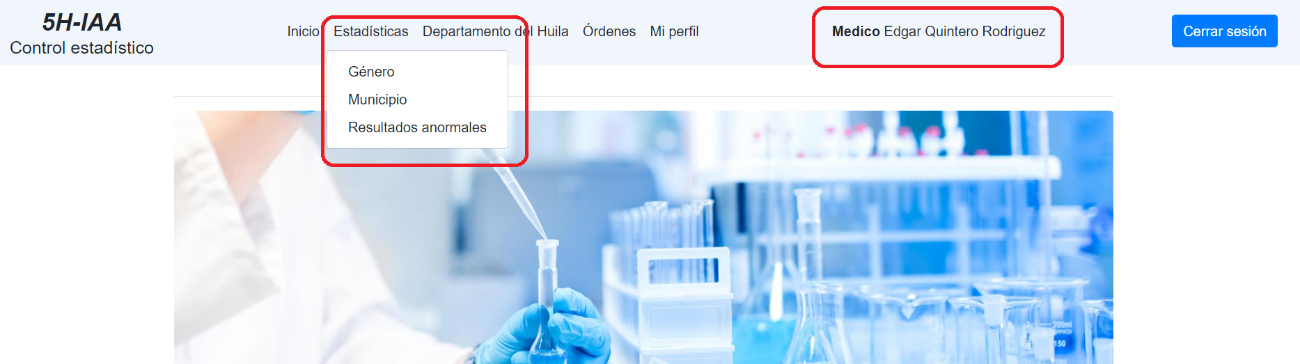 5H-IAA
Control estadístico
Inicio Estadísticas Departamento del Huila Órdenes Mi perfil
Medico Edgar Quintero Rodriguez
Cerrar sesión
Género
Municipio
Resultados anormales
150